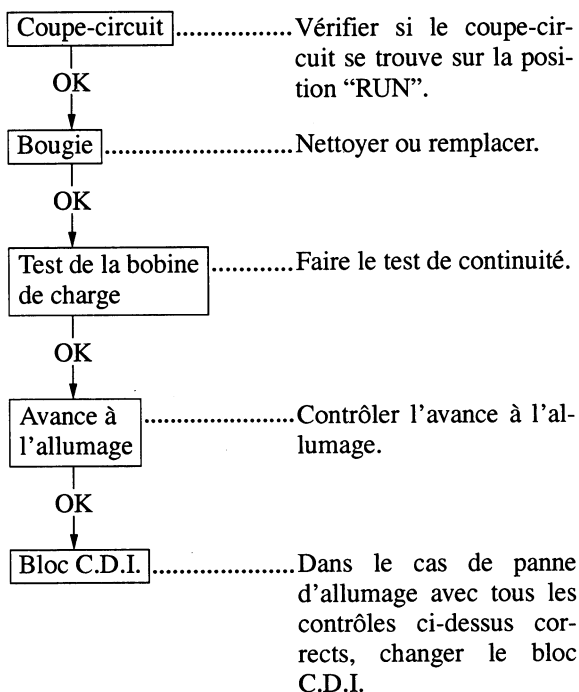 Coupe-circuit..................Vérifier si le coupe-cir-
cuit se trouve sur la posi-
tion “RUN”.
OK
Bougie.............................Nettoyer ou remplacer.
OK
Test de la bobine.............Faire le test de continuité.
de charge
OK
Avance à.......................Contrôler l’avance à l’al-
l’allumage lumage.
OK
Bloc C.D.I.......................Dans le cas de panne
d’allumage avec tous les
contrôles ci-dessus cor-
rects, changer le bloc
C.D.I.